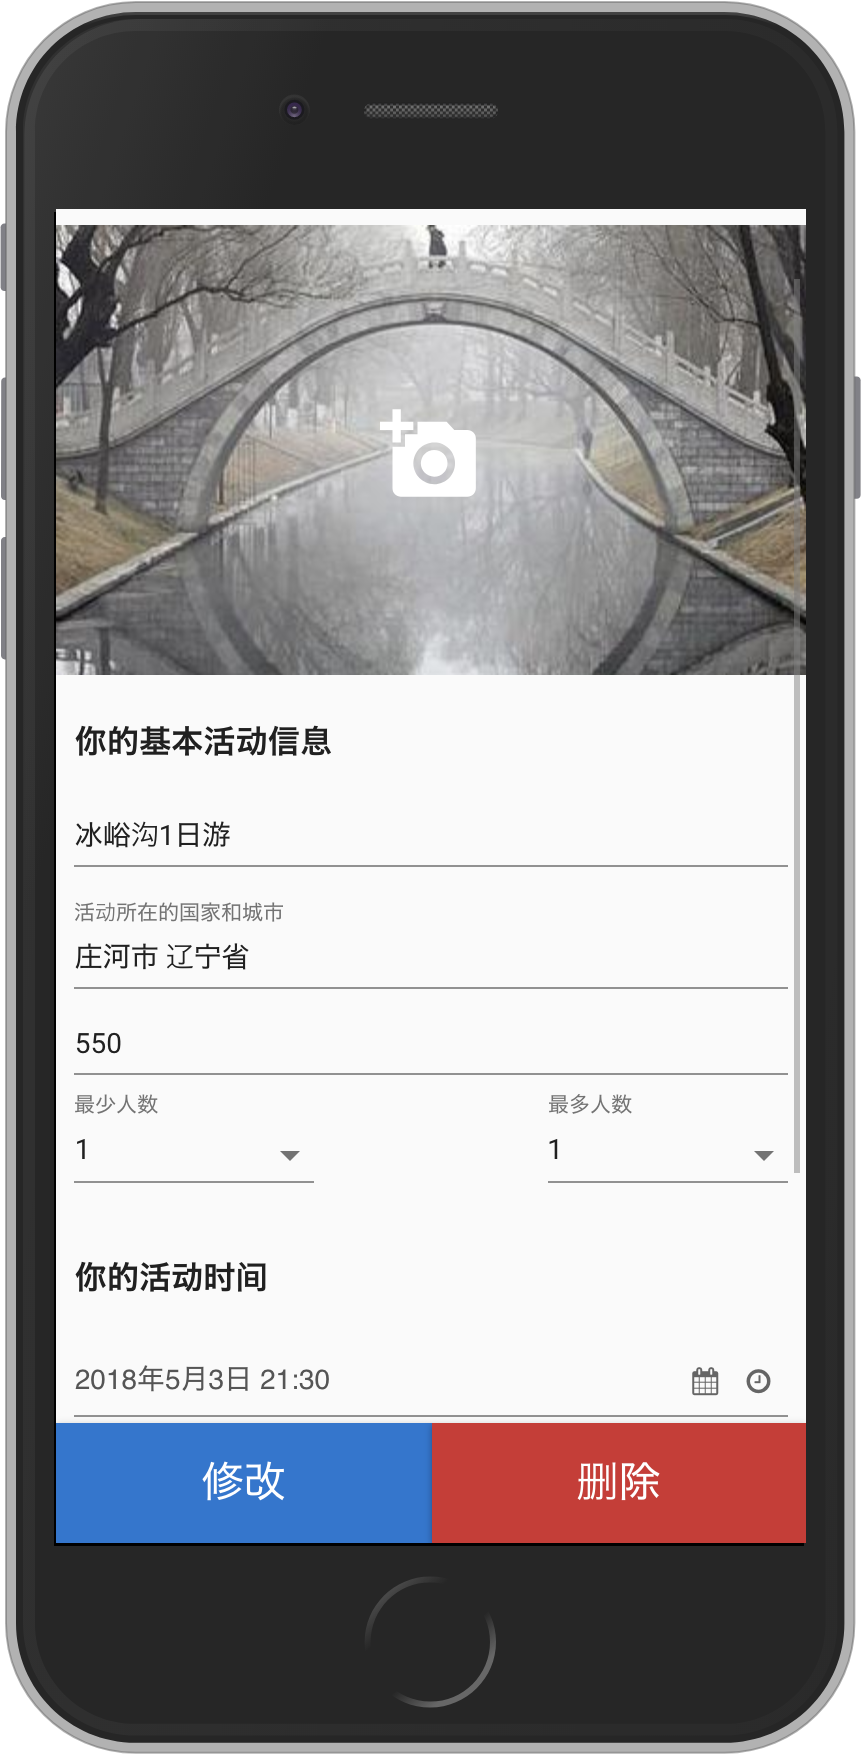 你的基本活动信息
冰峪沟1日游
活动所在的国家和城市
庄河市 辽宁省
550
最少人数 最多人数
1 1
你的活动时间
2018年5月3日 21:30
修改 删除